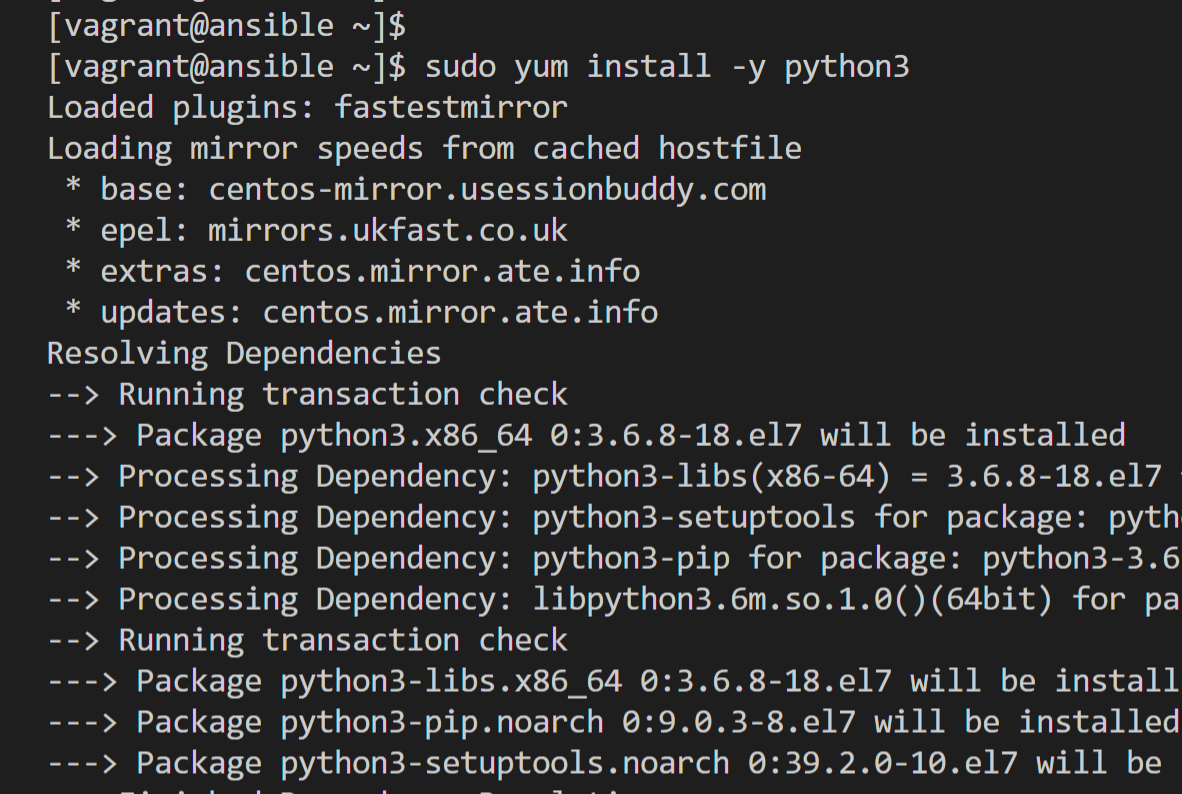 [vagrant@ansible ~]$
[vagrant@ansible ~]$ sudo yum install -y python3
Loaded plugins: fastestmirror
Loading mirror speeds from cached hostfile
 * base: centos-mirror.usessionbuddy.com
 * epel: mirrors.ukfast.co.uk
 * extras: centos.mirror.ate.info
 * updates: centos.mirror.ate.info
Resolving Dependencies
--> Running transaction check
---> Package python3.x86_64 0:3.6.8-18.el7 will be installed
--> Processing Dependency: python3-libs(x86-64) = 3.6.8-18.el7
--> Processing Dependency: python3-setuptools for package: pyth
--> Processing Dependency: python3-pip for package: python3-3.6
--> Processing Dependency: libpython3.6m.so.1.0()(64bit) for pa
--> Running transaction check
---> Package python3-libs.x86_64 0:3.6.8-18.el7 will be install
---> Package python3-pip.noarch 0:9.0.3-8.el7 will be installed
---> Package python3-setuptools.noarch 0:39.2.0-10.el7 will be